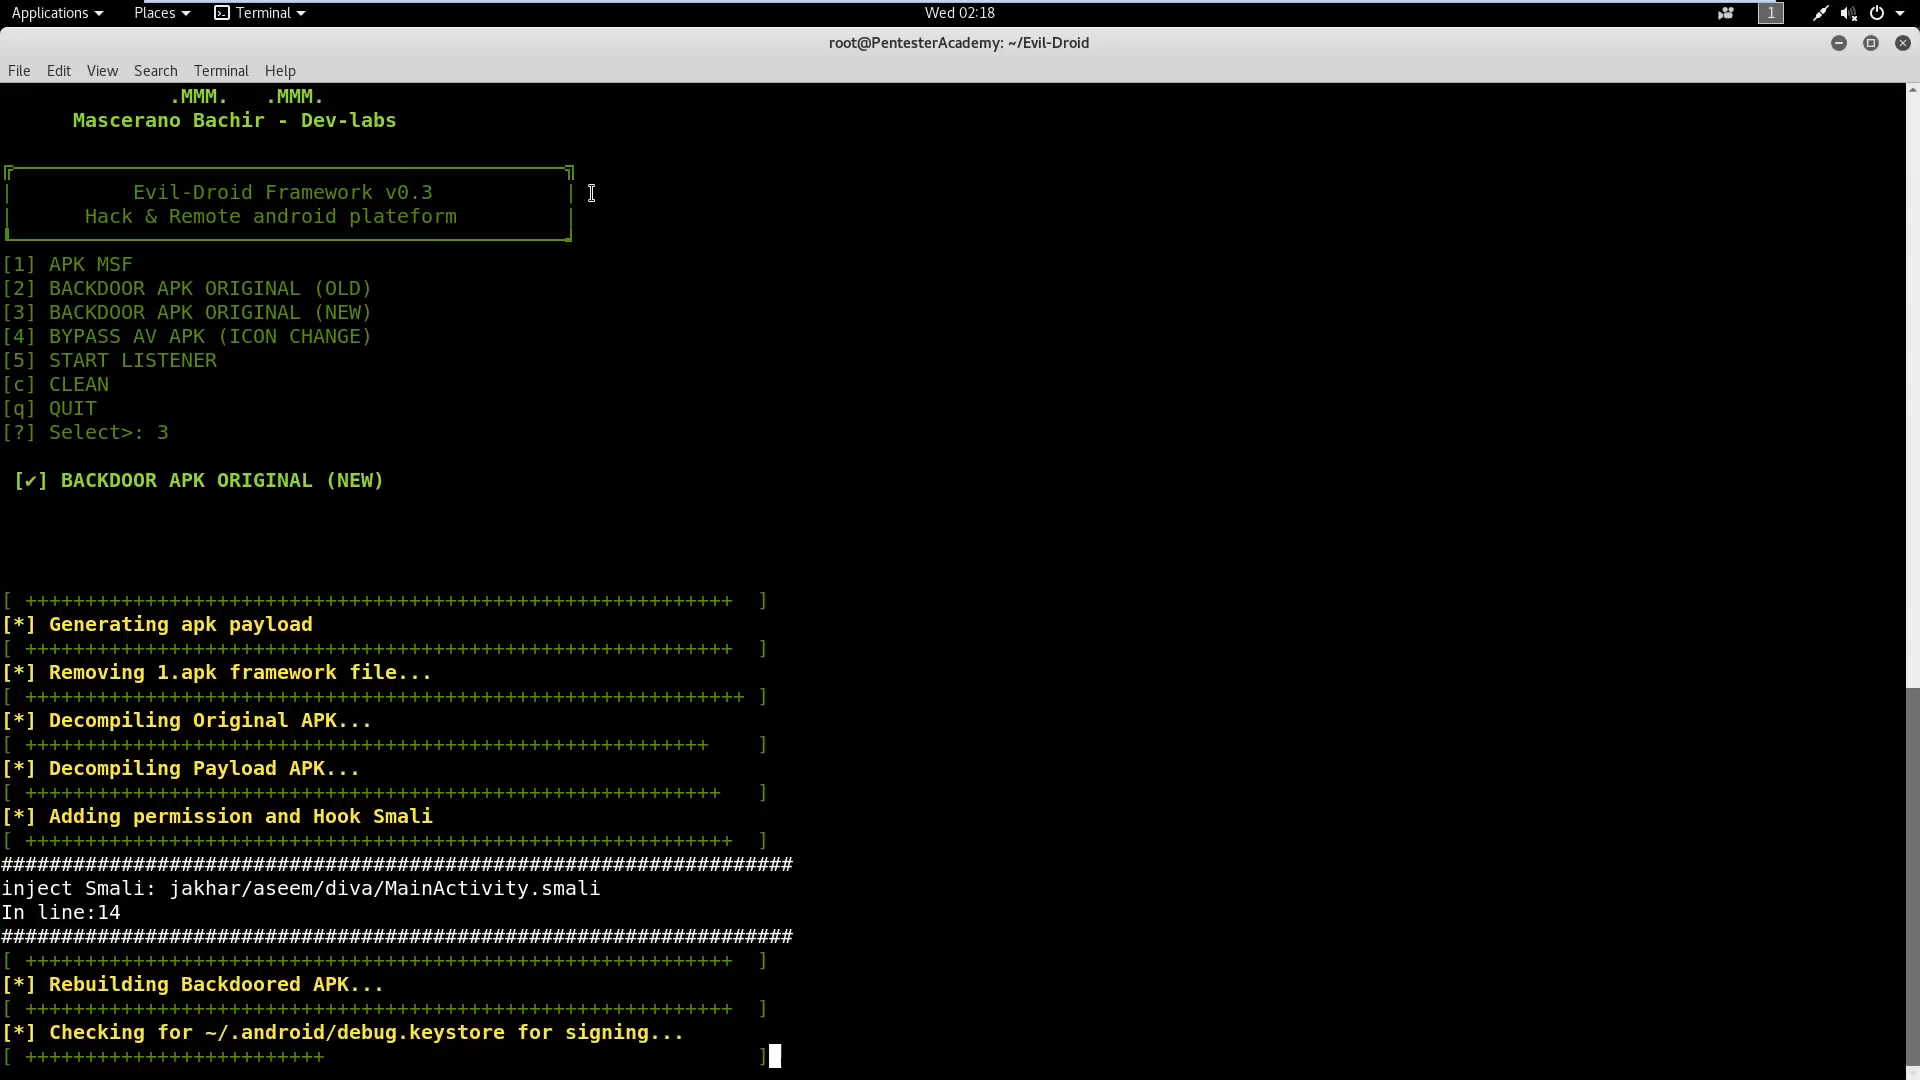 Applications Places Terminal Wed 02:18 1
root@PentesterAcademy: ~/Evil-Droid
File Edit View Search Terminal Help
.MMM. .MMM.
Mascerano Bachir - Dev-labs
Evil-Droid Framework v0.3
Hack & Remote android plateform
[1] APK MSF
[2] BACKDOOR APK ORIGINAL (OLD)
[3] BACKDOOR APK ORIGINAL (NEW)
[4] BYPASS AV APK (ICON CHANGE)
[5] START LISTENER
[c] CLEAN
[q] QUIT
[?] Select>: 3
[✔] BACKDOOR APK ORIGINAL (NEW)
[ +++++++++++++++++++++++++++++++++++++++++++++++++++++++++++ ]
[*] Generating apk payload
[ +++++++++++++++++++++++++++++++++++++++++++++++++++++++++++ ]
[*] Removing 1.apk framework file...
[ ++++++++++++++++++++++++++++++++++++++++++++++++++++++++++++ ]
[*] Decompiling Original APK...
[ +++++++++++++++++++++++++++++++++++++++++++++++++++++++++ ]
[*] Decompiling Payload APK...
[ ++++++++++++++++++++++++++++++++++++++++++++++++++++++++++ ]
[*] Adding permission and Hook Smali
[ +++++++++++++++++++++++++++++++++++++++++++++++++++++++++++ ]
##################################################################
inject Smali: jakhar/aseem/diva/MainActivity.smali
In line:14
##################################################################
[ +++++++++++++++++++++++++++++++++++++++++++++++++++++++++++ ]
[*] Rebuilding Backdoored APK...
[ +++++++++++++++++++++++++++++++++++++++++++++++++++++++++++ ]
[*] Checking for ~/.android/debug.keystore for signing...
[ +++++++++++++++++++++++++ ]